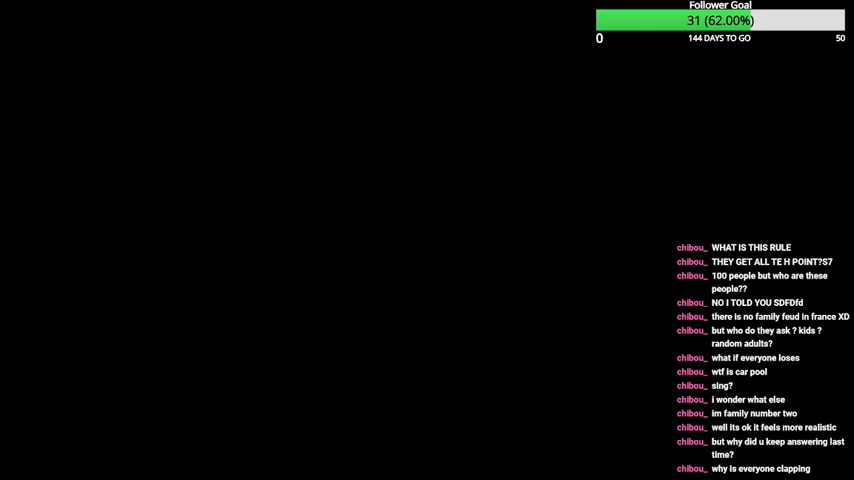 Follower Goal
31 (62.00%)
0 144 DAYS TO GO 50
chibou_ WHAT IS THIS RULE
chibou_ THEY GET ALL TE H POINT?S7
chibou_ 100 people but who are these
people??
chibou_ NO I TOLD YOU SDFDfd
chibou_ there is no family feud in france XD
chibou_ but who do they ask ? kids ?
random adults?
chibou_ what if everyone loses
chibou_ wtf is car pool
chibou_ sing?
chibou_ i wonder what else
chibou_ im family number two
chibou_ well its ok it feels more realistic
chibou_ but why did u keep answering last
time?
chibou_ why is everyone clapping